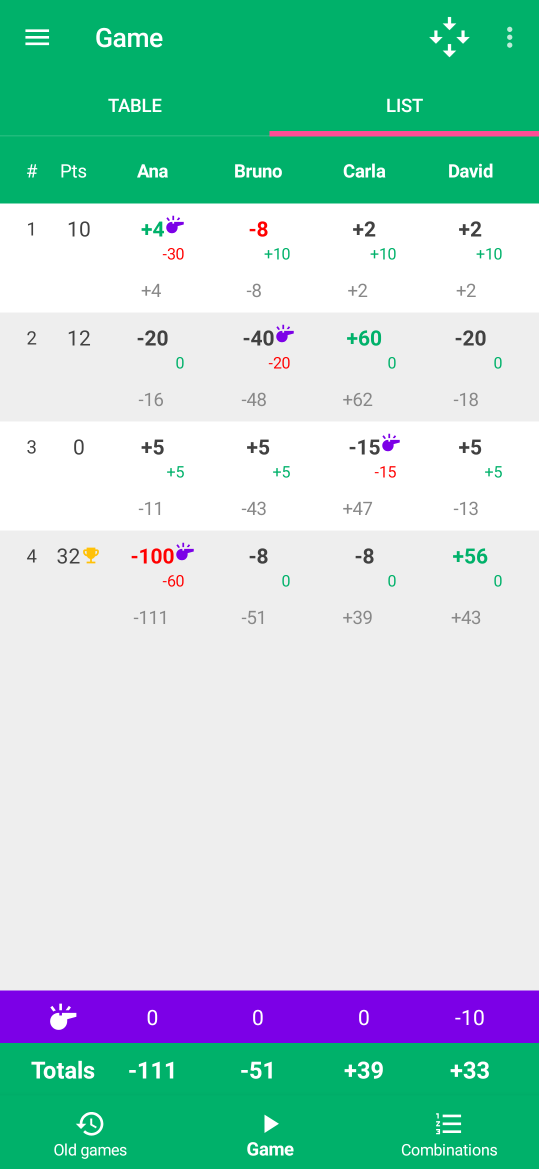 Game
TABLE LIST
# Pts Ana Bruno Carla David
1 10 +4 -8 +2 +2
-30 +10 +10 +10
+4 -8 +2 +2
2 12 -20 -40 +60 -20
0 -20 0 0
-16 -48 +62 -18
3 0 +5 +5 -15 +5
+5 +5 -15 +5
-11 -43 +47 -13
4 32 -100 -8 -8 +56
-60 0 0 0
-111 -51 +39 +43
0 0 0 -10
Totals -111 -51 +39 +33
1
2
3
Old games Game Combinations